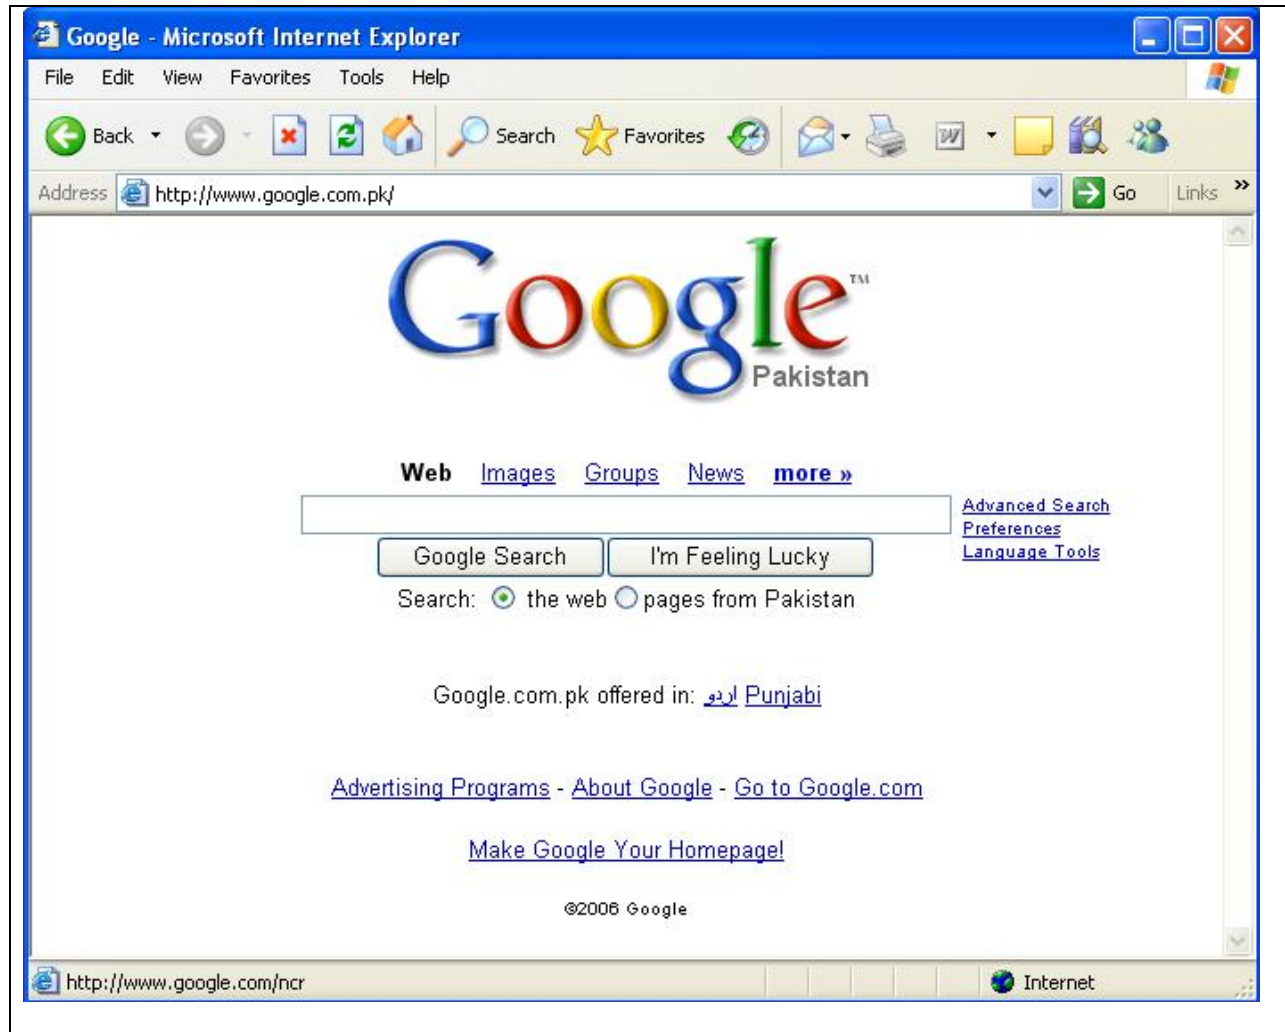 Google - Microsoft Internet Explorer
File Edit View Favorites Tools Help
Back Search Favorites
Address http://www.google.com.pk/ Go Links »
Google™
Pakistan
Web Images Groups News more »
Advanced Search
Preferences
Language Tools
Google Search I'm Feeling Lucky
Search: the web pages from Pakistan
Google.com.pk offered in: اردو Punjabi
Advertising Programs - About Google - Go to Google.com
Make Google Your Homepage!
©2006 Google
http://www.google.com/ncr Internet